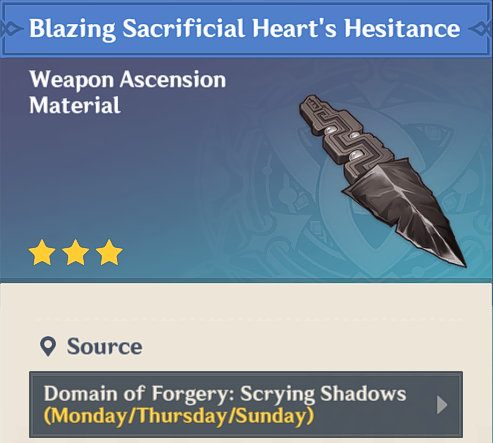 Blazing Sacrificial Heart's Hesitance
Weapon Ascension
Material
Source
Domain of Forgery: Scrying Shadows
(Monday/Thursday/Sunday)